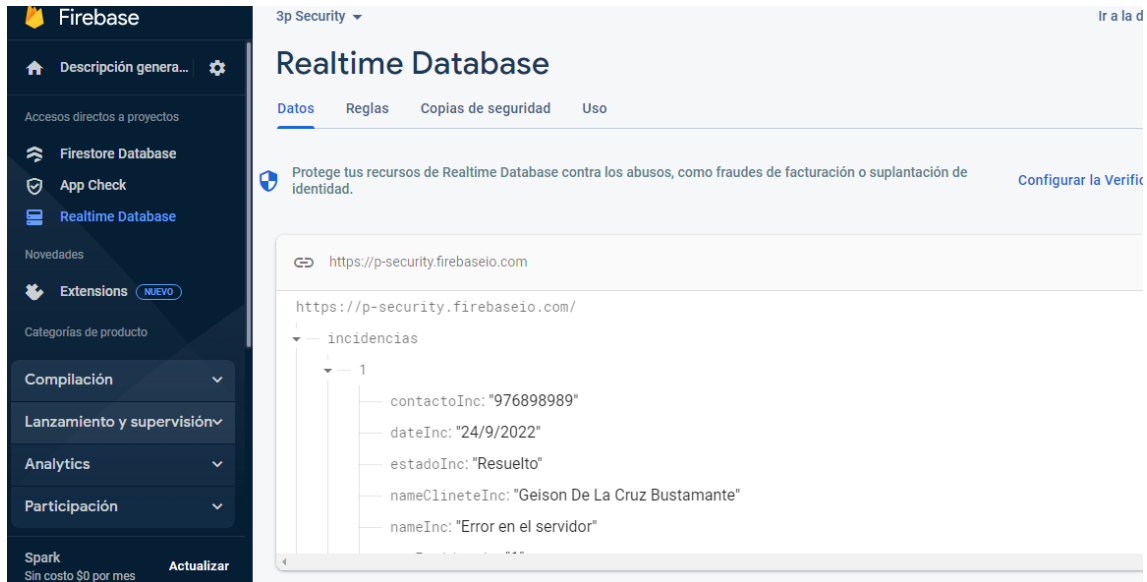 Firebase
Descripción genera...
Accesos directos a proyectos
Firestore Database
App Check
Realtime Database
Novedades
Extensions NUEVO
Categorías de producto
Compilación
Lanzamiento y supervisión
Analytics
Participación
Spark
Sin costo $0 por mes
Actualizar
3p Security
Ir a la d
Realtime Database
Datos Reglas Copias de seguridad Uso
Protege tus recursos de Realtime Database contra los abusos, como fraudes de facturación o suplantación de
identidad.
Configurar la Verific
https://p-security.firebaseio.com
https://p-security.firebaseio.com/
incidencias
1
contactoInc: "976898989"
dateInc: "24/9/2022"
estadoInc: "Resuelto"
nameClineteInc: "Geison De La Cruz Bustamante"
nameInc: "Error en el servidor"